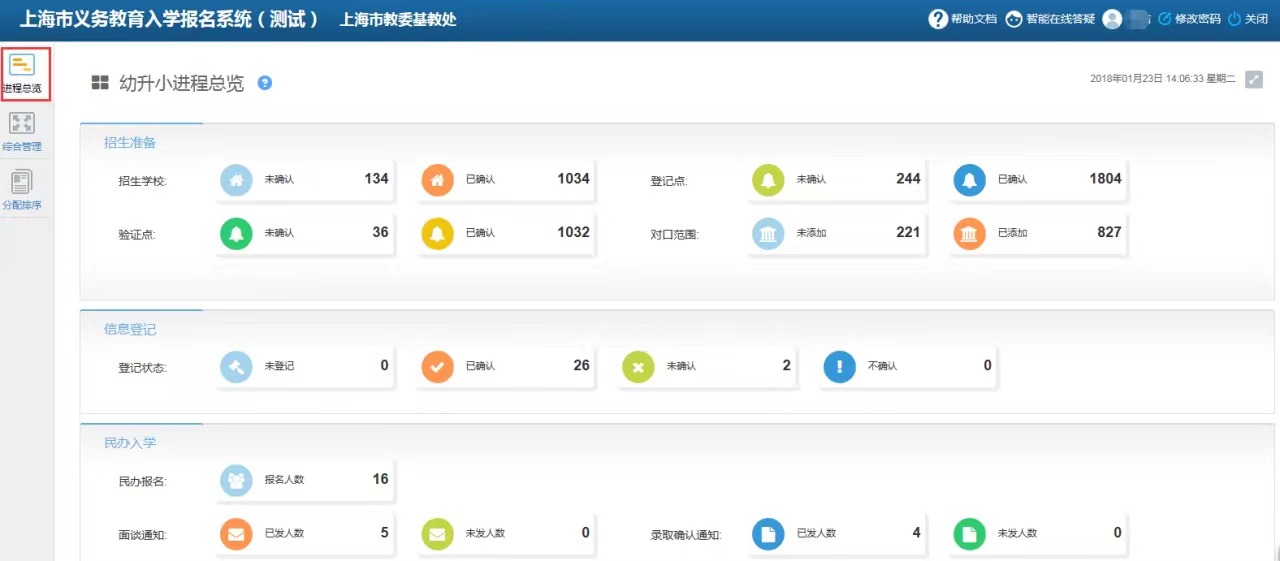 上海市义务教育入学报名系统（测试） 上海市教委基教处 帮助文档 智能在线答疑 修改密码 关闭
进程总览
综合管理
分配排序
幼升小进程总览 2018年01月23日 14:06:33 星期二
招生准备
招生学校: 未确认 134 已确认 1034 登记点: 未确认 244 已确认 1804
验证点: 未确认 36 已确认 1032 对口范围: 未添加 221 已添加 827
信息登记
登记状态: 未登记 0 已确认 26 未确认 2 不确认 0
民办入学
民办报名: 报名人数 16
面谈通知: 已发人数 5 未发人数 0 录取确认通知: 已发人数 4 未发人数 0